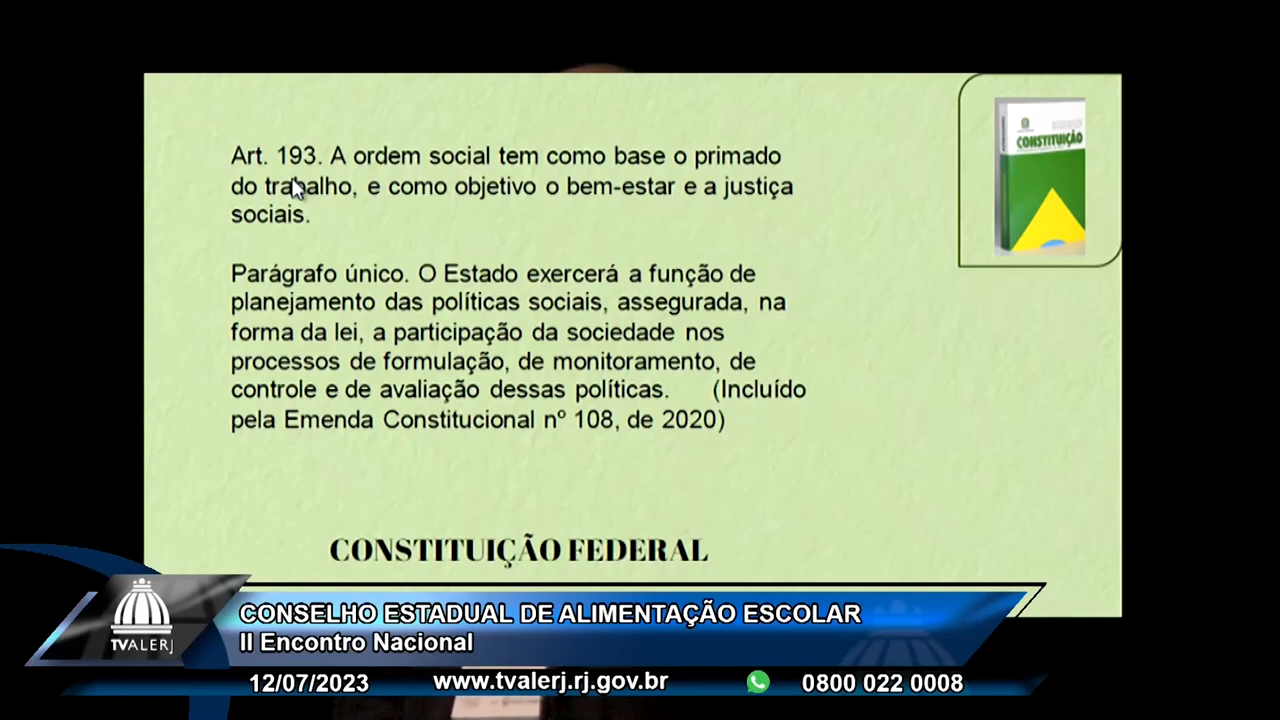 Art. 193. A ordem social tem como base o primado
do trabalho, e como objetivo o bem-estar e a justiça
sociais.
Parágrafo único. O Estado exercerá a função de
planejamento das políticas sociais, assegurada, na
forma da lei, a participação da sociedade nos
processos de formulação, de monitoramento, de
controle e de avaliação dessas políticas. (Incluído
pela Emenda Constitucional nº 108, de 2020)
CONSTITUIÇÃO
CONSTITUIÇÃO FEDERAL
CONSELHO ESTADUAL DE ALIMENTAÇÃO ESCOLAR
II Encontro Nacional
TVALERJ
12/07/2023
www.tvalerj.rj.gov.br
0800 022 0008